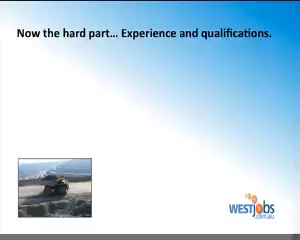 Now the hard part... Experience and qualifications.
WESTjobs
.com.au